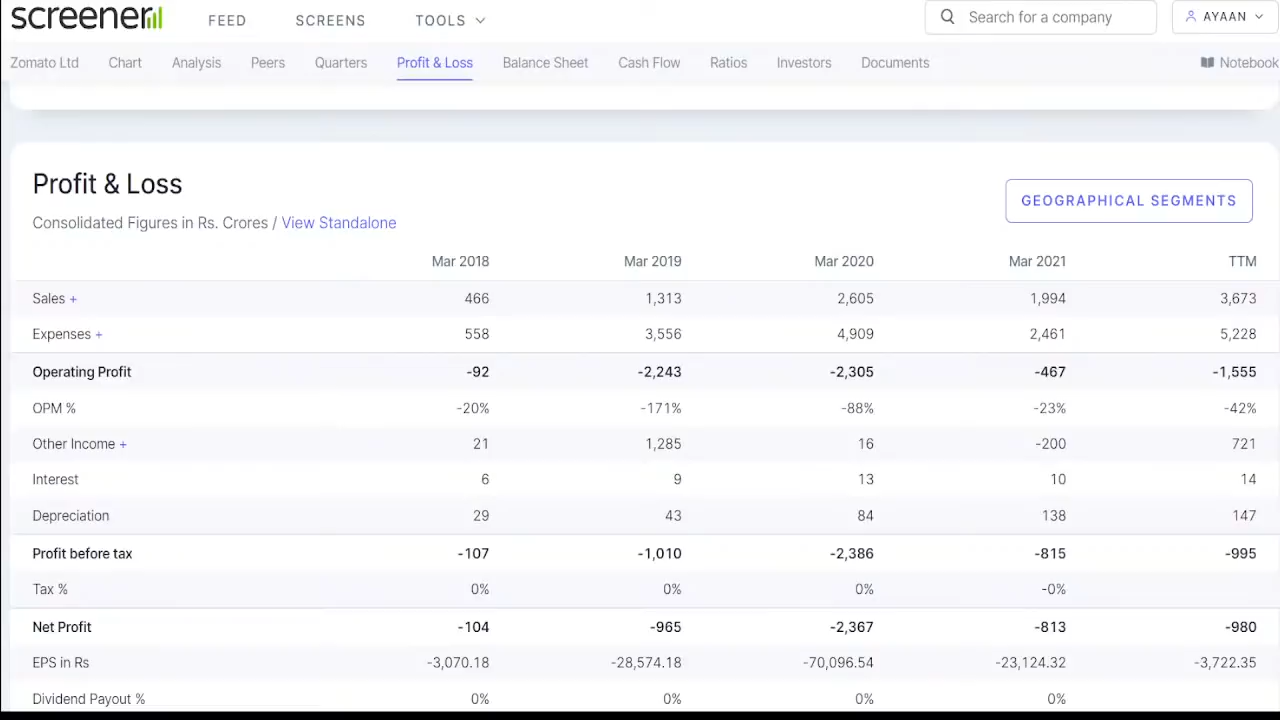 screener FEED SCREENS TOOLS Search for a company AYAAN
Zomato Ltd Chart Analysis Peers Quarters Profit & Loss Balance Sheet Cash Flow Ratios Investors Documents Notebook
Profit & Loss
GEOGRAPHICAL SEGMENTS
Consolidated Figures in Rs. Crores / View Standalone
Mar 2018 Mar 2019 Mar 2020 Mar 2021 TTM
Sales + 466 1,313 2,605 1,994 3,673
Expenses + 558 3,556 4,909 2,461 5,228
Operating Profit -92 -2,243 -2,305 -467 -1,555
OPM % -20% -171% -88% -23% -42%
Other Income + 21 1,285 16 -200 721
Interest 6 9 13 10 14
Depreciation 29 43 84 138 147
Profit before tax -107 -1,010 -2,386 -815 -995
Tax % 0% 0% 0% -0%
Net Profit -104 -965 -2,367 -813 -980
EPS in Rs -3,070.18 -28,574.18 -70,096.54 -23,124.32 -3,722.35
Dividend Payout % 0% 0% 0% 0%